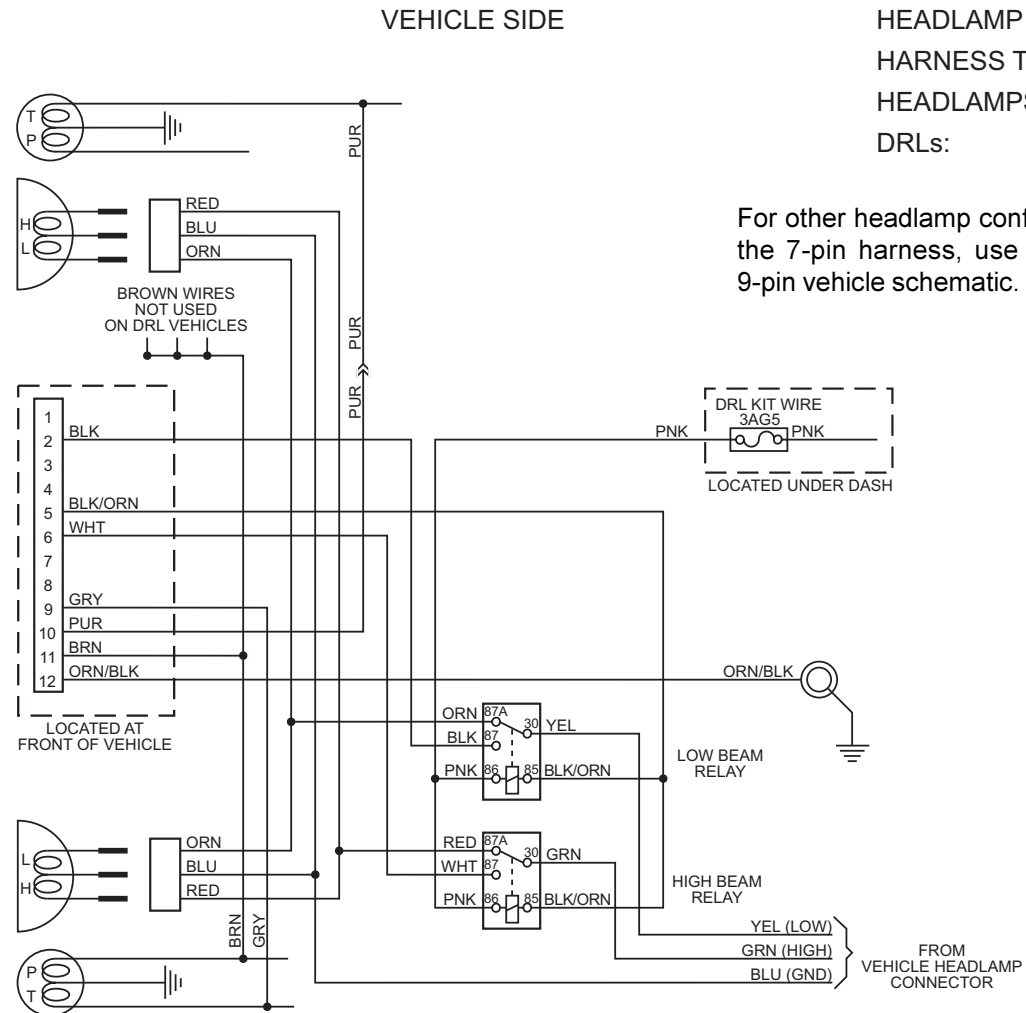 VEHICLE SIDE
HEADLAMP
HARNESS T
HEADLAMPS
DRLs:
For other headlamp conf
the 7-pin harness, use
9-pin vehicle schematic.
T
P
PUR
H
L
RED
BLU
ORN
BROWN WIRES
NOT USED
ON DRL VEHICLES
PUR
PUR
1
2
3
4
5
6
7
8
9
10
11
12
BLK
BLK/ORN
WHT
GRY
PUR
BRN
ORN/BLK
LOCATED AT
FRONT OF VEHICLE
DRL KIT WIRE
3AG5
PNK
PNK
LOCATED UNDER DASH
ORN/BLK
ORN
87A
30
YEL
BLK
87
PNK
86
85
BLK/ORN
LOW BEAM
RELAY
RED
87A
30
GRN
WHT
87
PNK
86
85
BLK/ORN
HIGH BEAM
RELAY
L
H
ORN
BLU
RED
BRN
GRY
P
T
YEL (LOW)
GRN (HIGH)
BLU (GND)
FROM
VEHICLE HEADLAMP
CONNECTOR